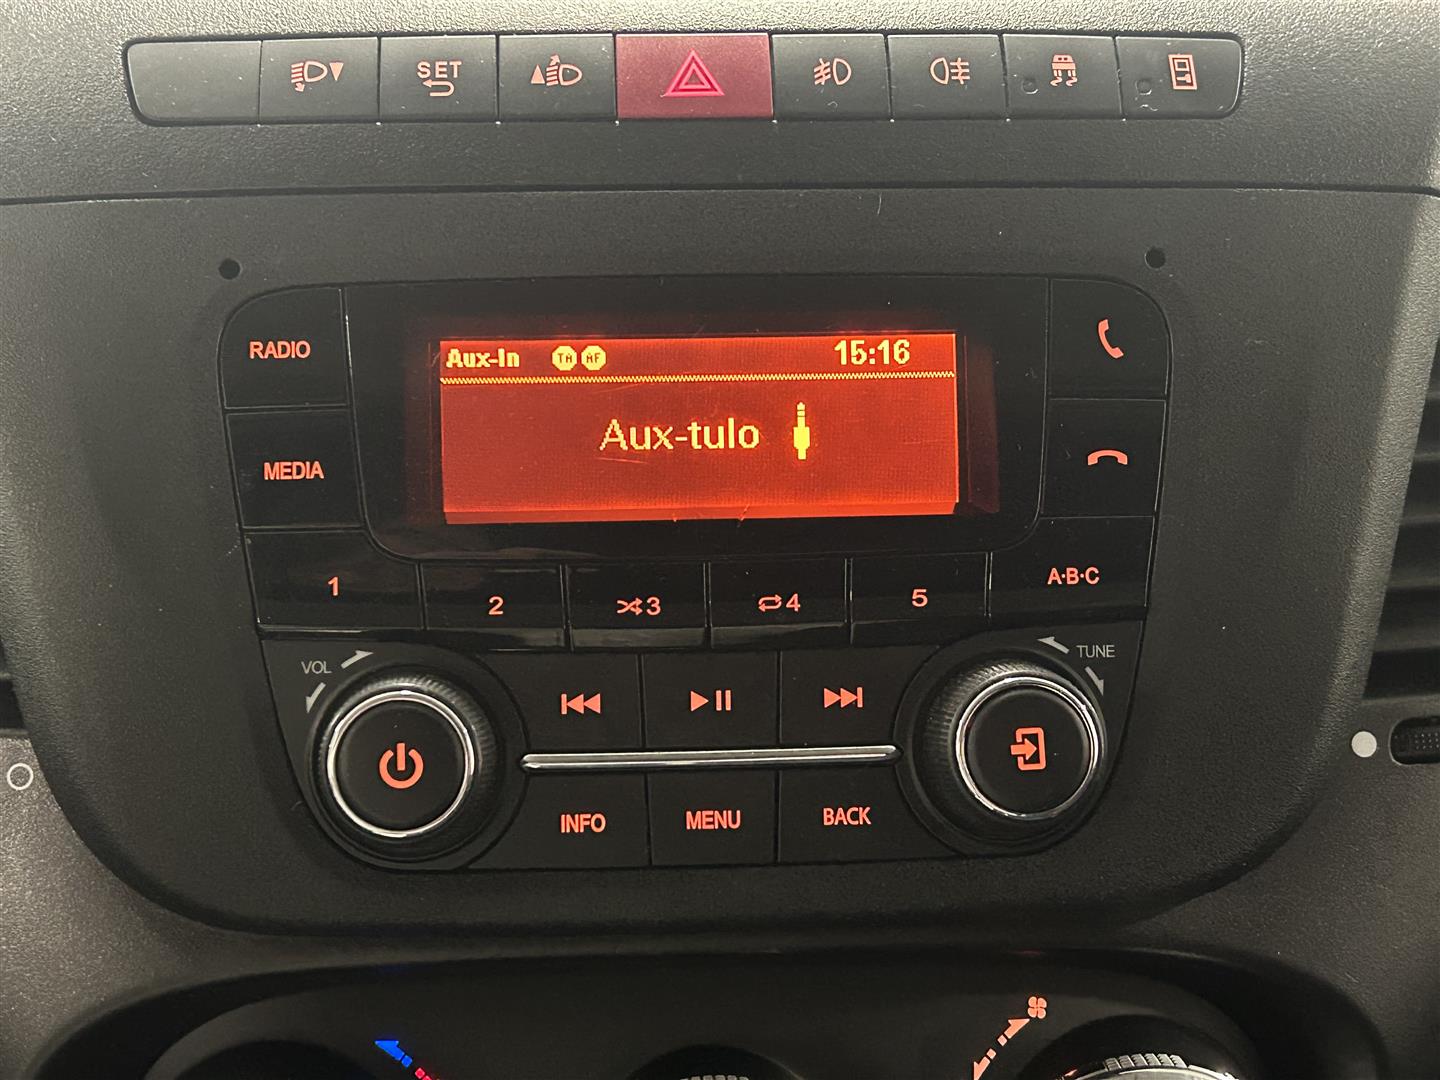 SET
RADIO
Aux-In TA AF 15:16
Aux-tulo
MEDIA
1
2
3
4
5
A·B·C
VOL
TUNE
INFO
MENU
BACK